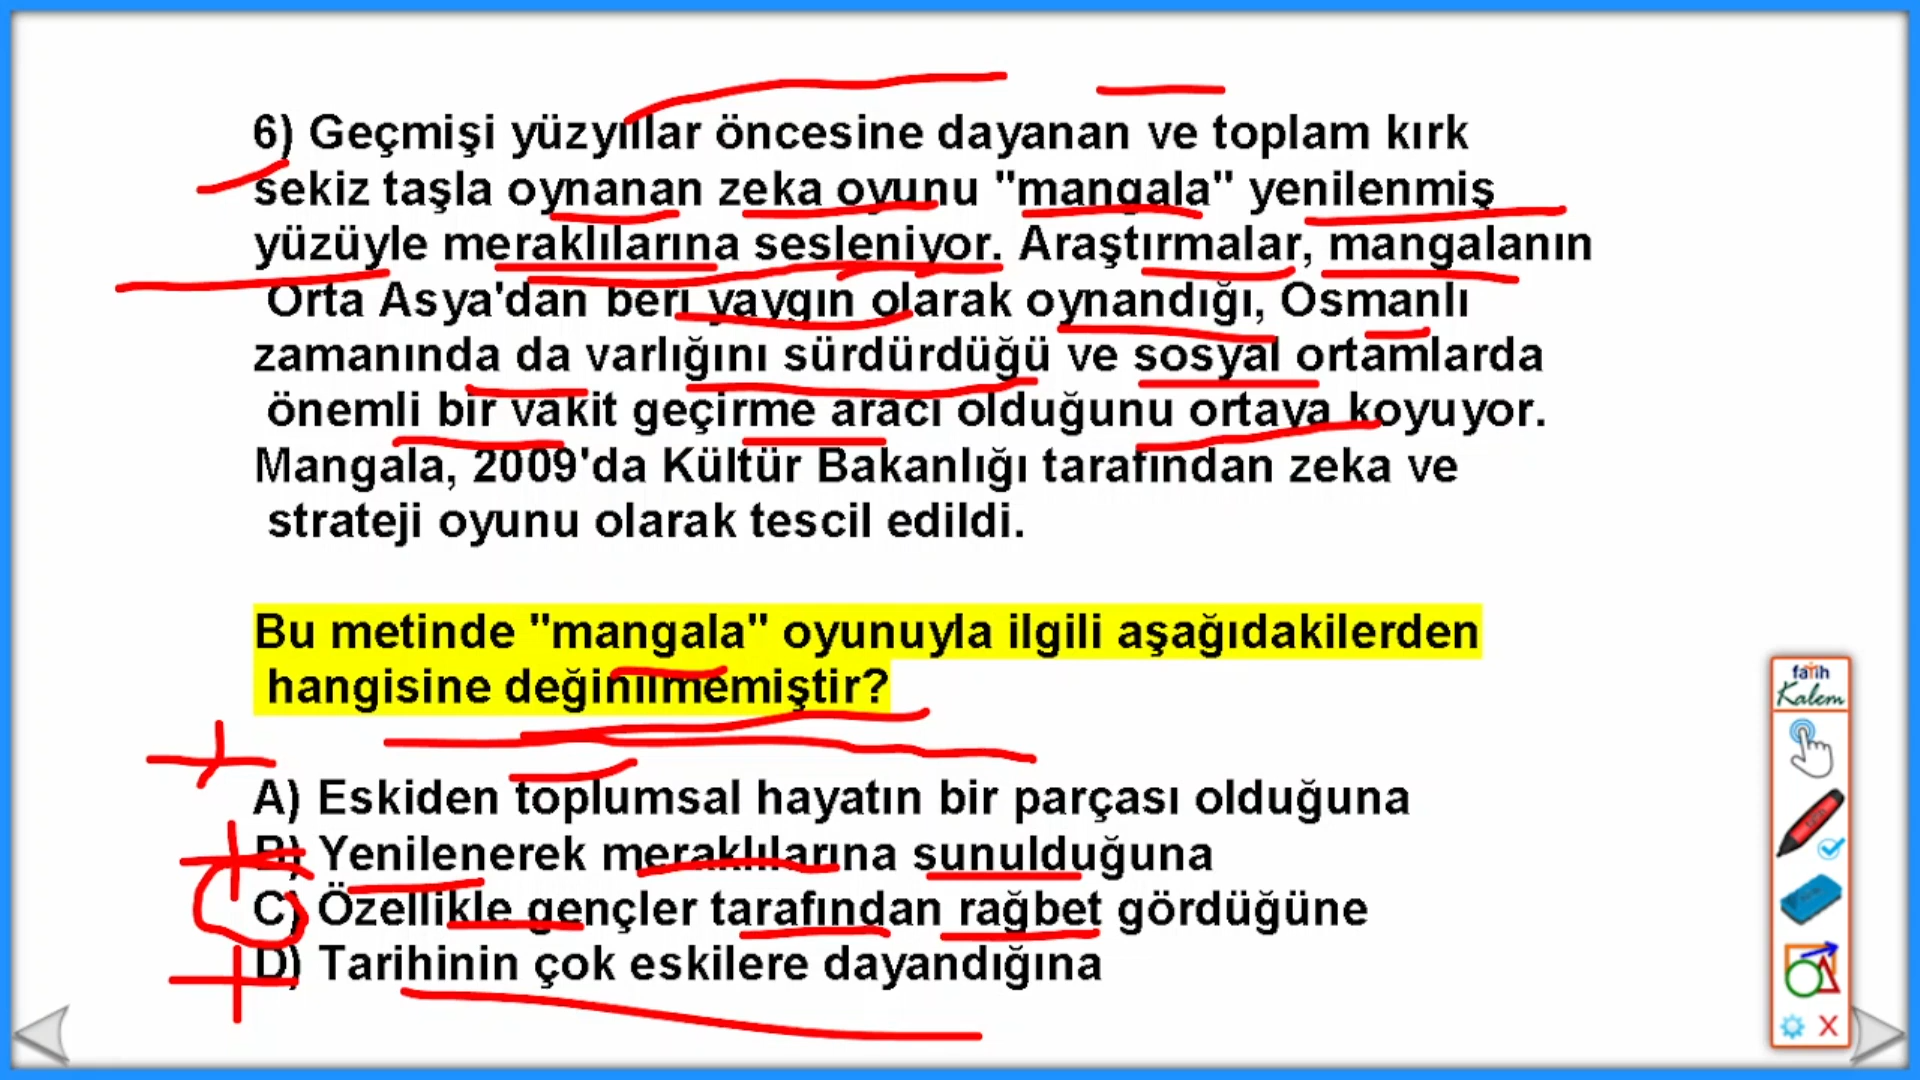 6) Geçmişi yüzyıllar öncesine dayanan ve toplam kırk
sekiz taşla oynanan zeka oyunu "mangala" yenilenmiş
yüzüyle meraklılarına sesleniyor. Araştırmalar, mangalanın
Orta Asya'dan beri yaygın olarak oynandığı, Osmanlı
zamanında da varlığını sürdürdüğü ve sosyal ortamlarda
önemli bir vakit geçirme aracı olduğunu ortaya koyuyor.
Mangala, 2009'da Kültür Bakanlığı tarafından zeka ve
strateji oyunu olarak tescil edildi.
Bu metinde "mangala" oyunuyla ilgili aşağıdakilerden
hangisine değinilmemiştir?
A) Eskiden toplumsal hayatın bir parçası olduğuna
B) Yenilenerek meraklılarına sunulduğuna
C) Özellikle gençler tarafından rağbet gördüğüne
D) Tarihinin çok eskilere dayandığına
fatih
Kalem
X